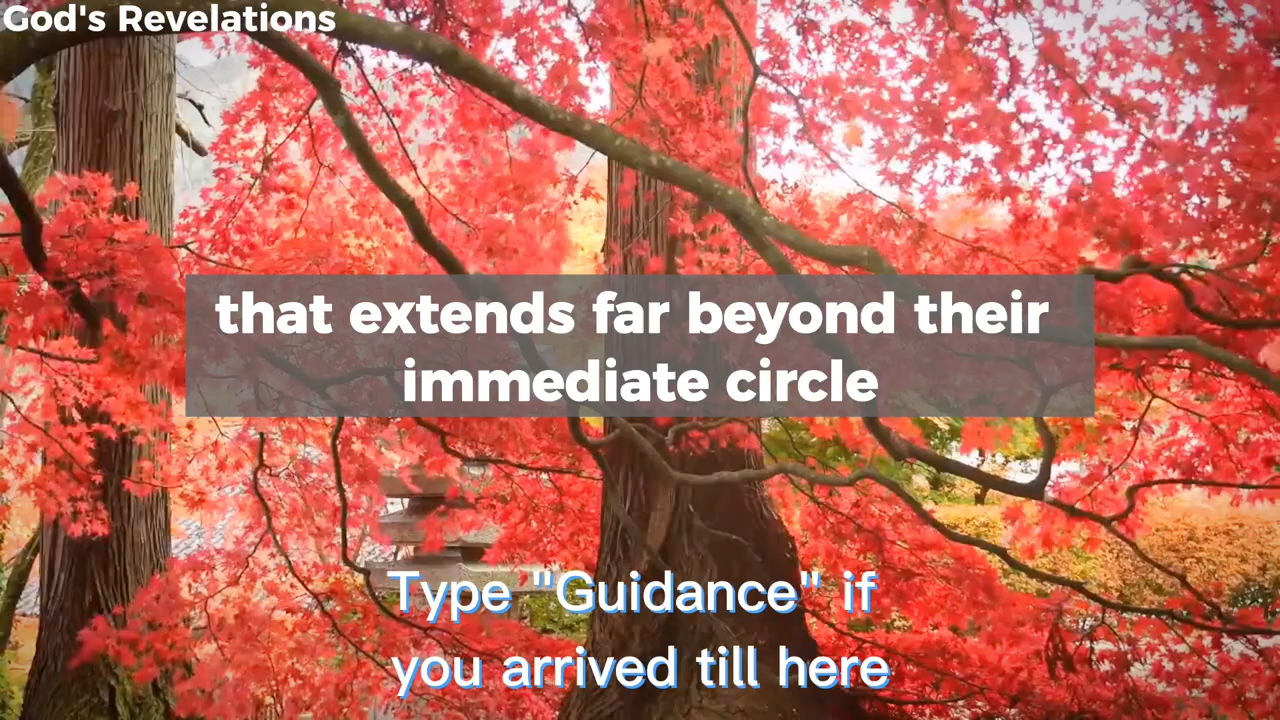 God's Revelations
that extends far beyond their
immediate circle
Type "Guidance" if
you arrived till here